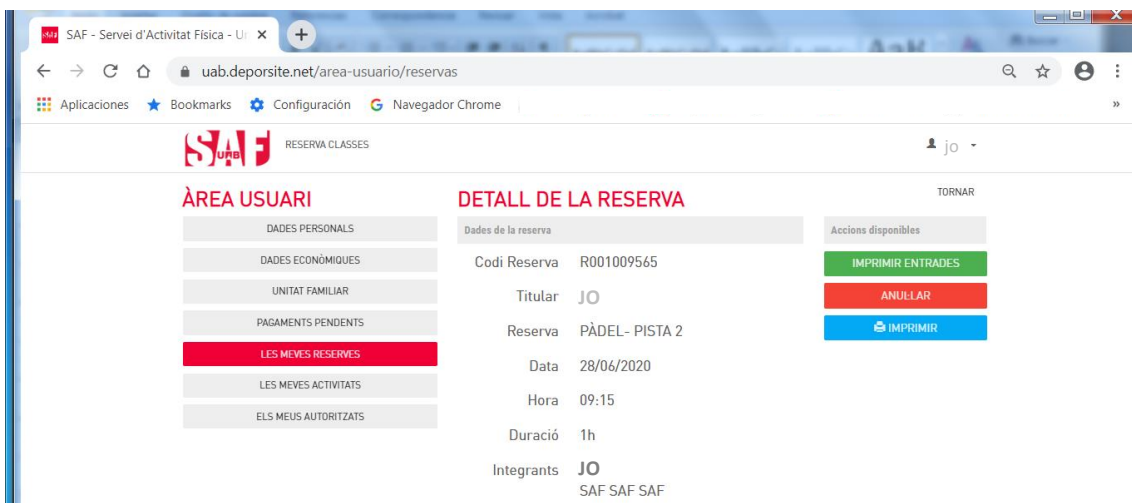 SAF - Servei d'Activitat Física - U
uab.deporsite.net/area-usuario/reservas
Aplicaciones
Bookmarks
Configuración
Navegador Chrome
»
SAF
UAB
RESERVA CLASSES
jo
ÀREA USUARI
DADES PERSONALS
DADES ECONÒMIQUES
UNITAT FAMILIAR
PAGAMENTS PENDENTS
LES MEVES RESERVES
LES MEVES ACTIVITATS
ELS MEUS AUTORITZATS
DETALL DE LA RESERVA
Dades de la reserva
Codi Reserva R001009565
Titular JO
Reserva PÀDEL- PISTA 2
Data 28/06/2020
Hora 09:15
Duració 1h
Integrants JO
SAF SAF SAF
TORNAR
Accions disponibles
IMPRIMIR ENTRADES
ANUL·LAR
IMPRIMIR